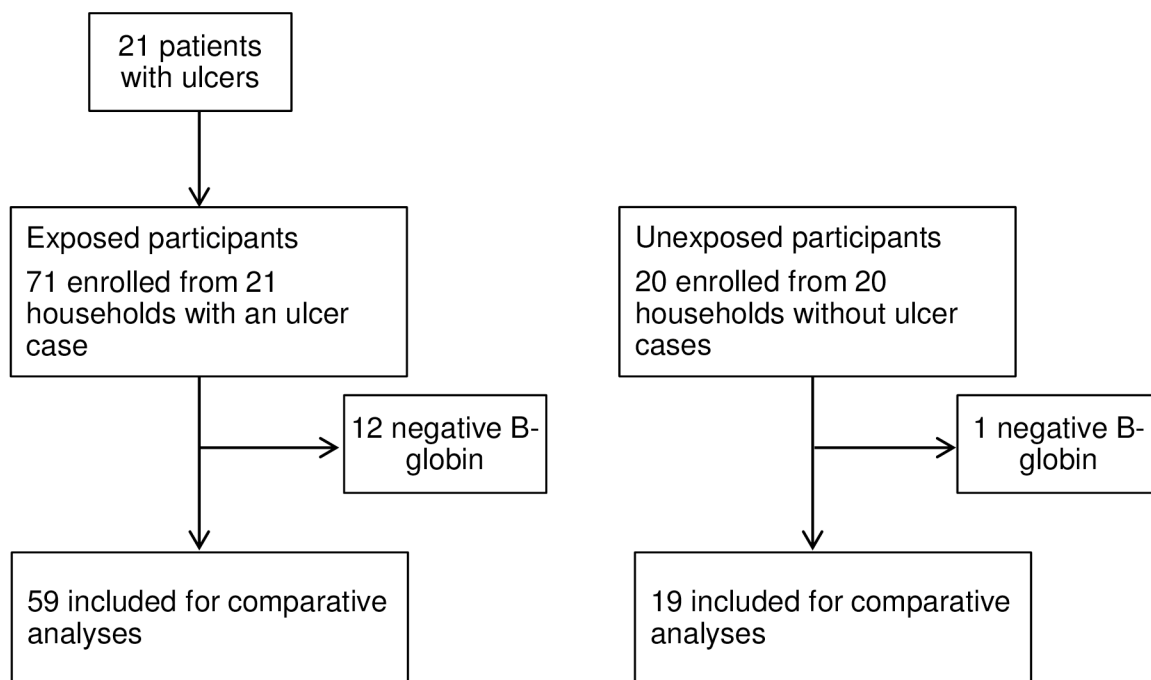 21 patients
with ulcers
Exposed participants
71 enrolled from 21
households with an ulcer
case
12 negative B-
globin
59 included for comparative
analyses
Unexposed participants
20 enrolled from 20
households without ulcer
cases
1 negative B-
globin
19 included for comparative
analyses